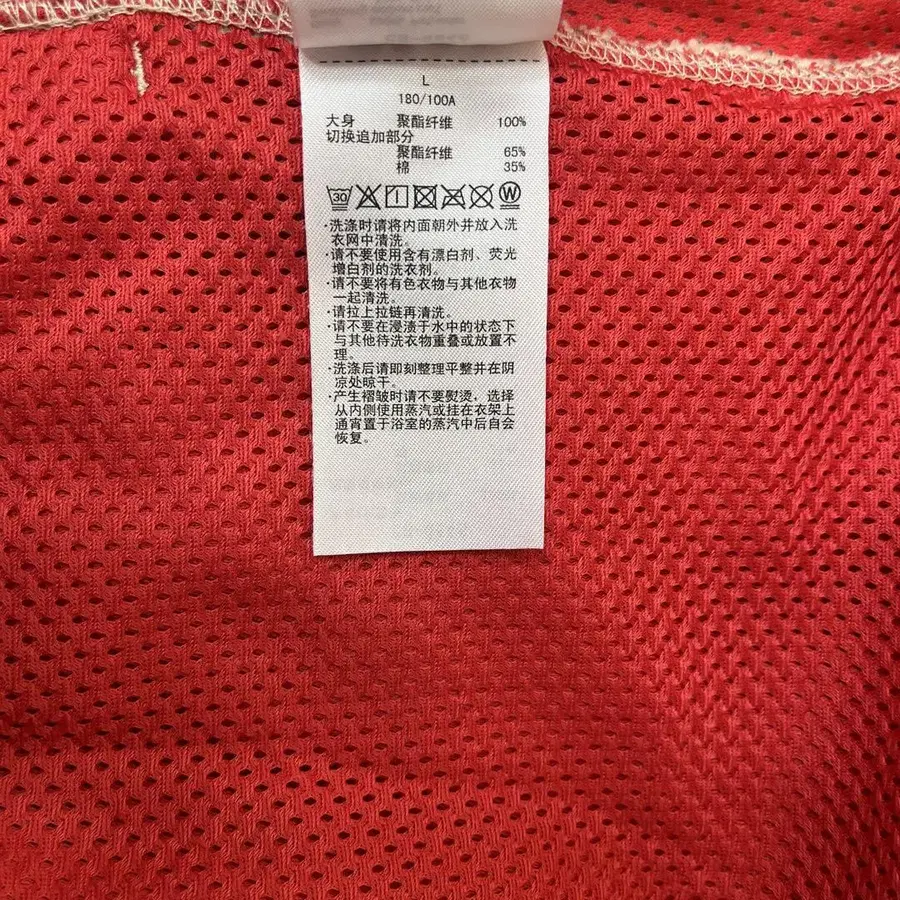 L
180/100A
大身 聚酯纤维 100%
切换追加部分
聚酯纤维 65%
棉 35%
30 W
·洗涤时请将内面朝外并放入洗
衣网中清洗。
·请不要使用含有漂白剂、荧光
增白剂的洗衣剂。
·请不要将有色衣物与其他衣物
一起清洗。
·请拉上拉链再清洗。
·请不要在浸渍于水中的状态下
与其他待洗衣物重叠或放置不
理。
·洗涤后请即刻整理平整并在阴
凉处晾干。
·产生褶皱时请不要熨烫，选择
从内侧使用蒸汽或挂在衣架上
通宵置于浴室的蒸汽中后自会
恢复。